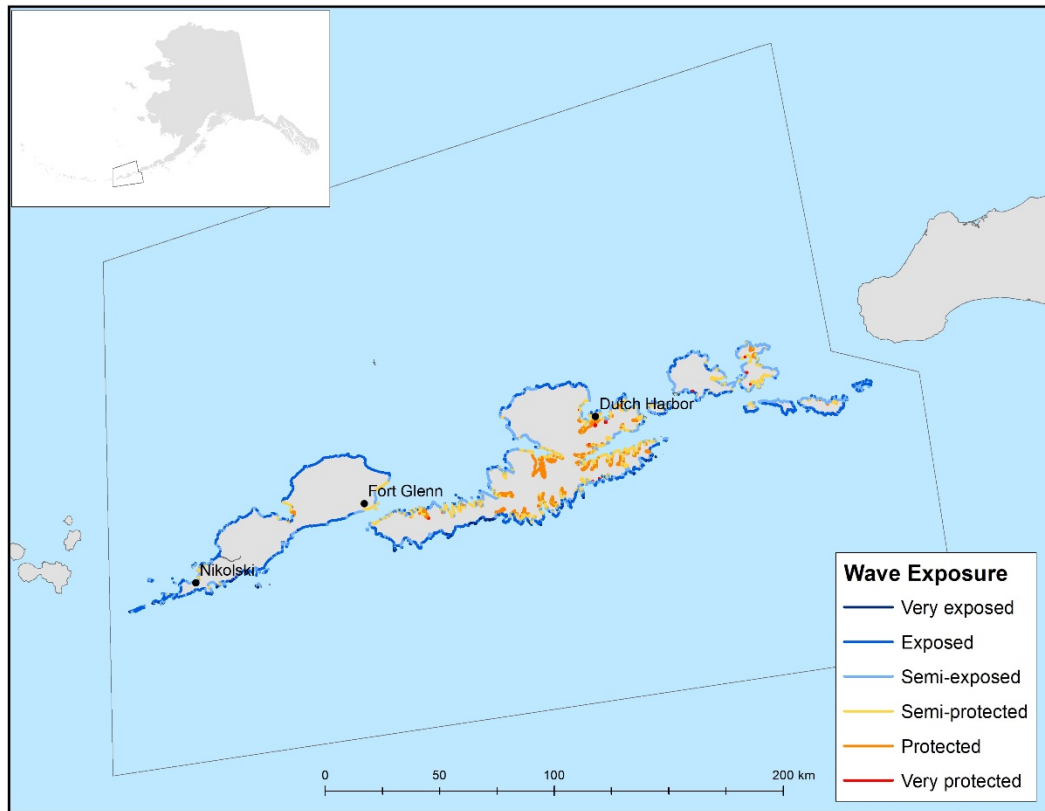 Dutch Harbor
Fort Glenn
Nikolski
Wave Exposure
Very exposed
Exposed
Semi-exposed
Semi-protected
Protected
Very protected
0 50 100 200 km